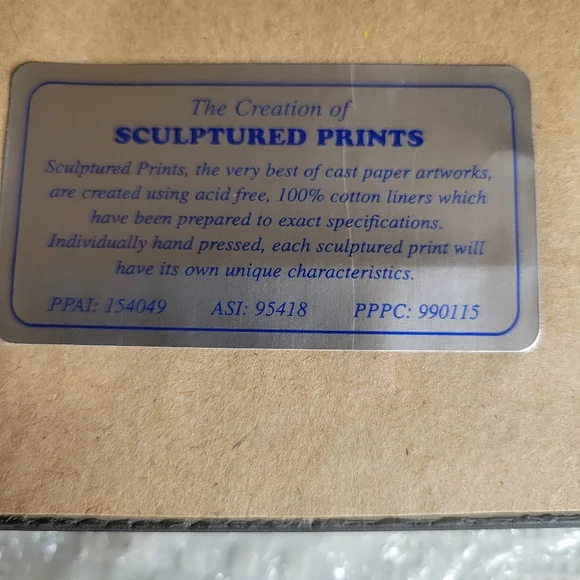 The Creation of
SCULPTURED PRINTS
Sculptured Prints, the very best of cast paper artworks,
are created using acid free, 100% cotton liners which
have been prepared to exact specifications.
Individually hand pressed, each sculptured print will
have its own unique characteristics.
PPAI: 154049 ASI: 95418 PPPC: 990115